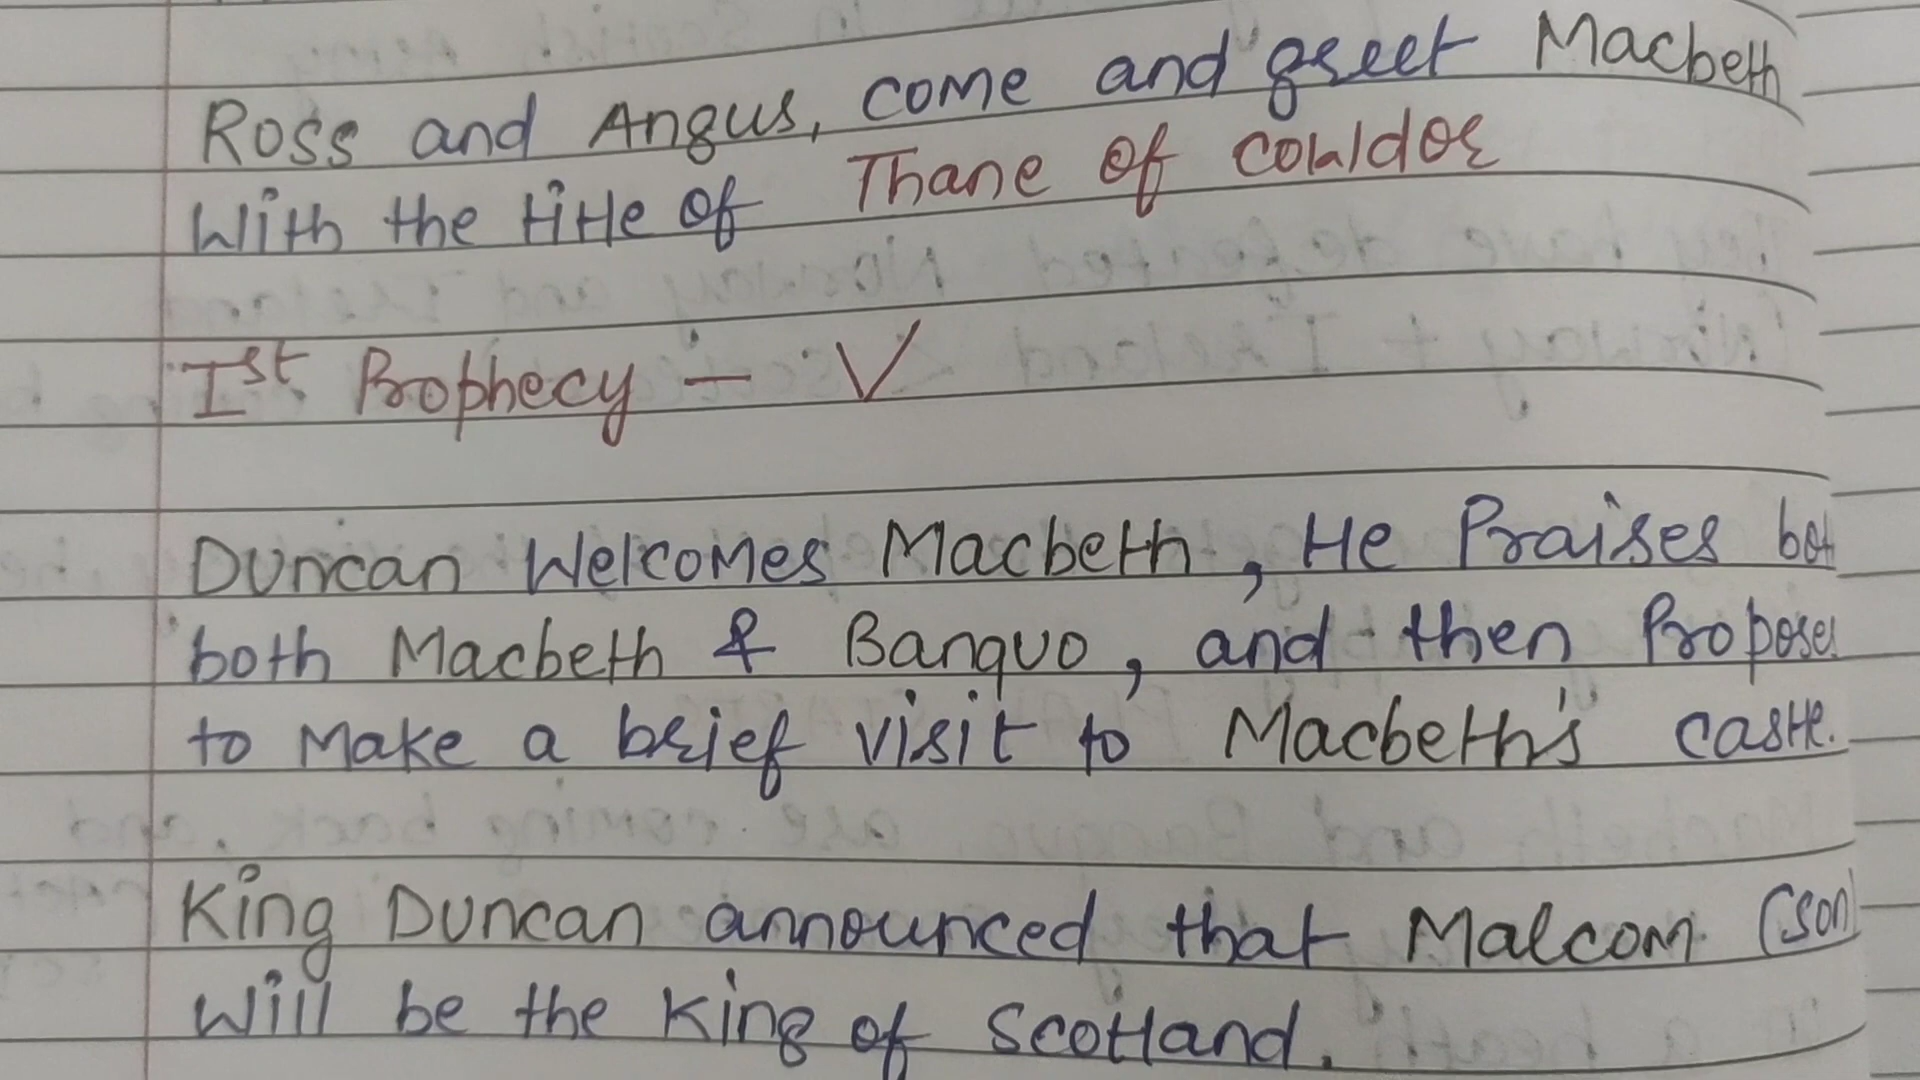 Ross and Angus, come and greet Macbeth
With the title of Thane of couldor
Ist Prophecy - V
Duncan Welcomes Macbeth, He Praises bot
both Macbeth & Banquo, and then Proposes
to Make a brief visit to Macbeth's castle.
King Duncan announced that Malcom (son)
will be the King of Scotland.